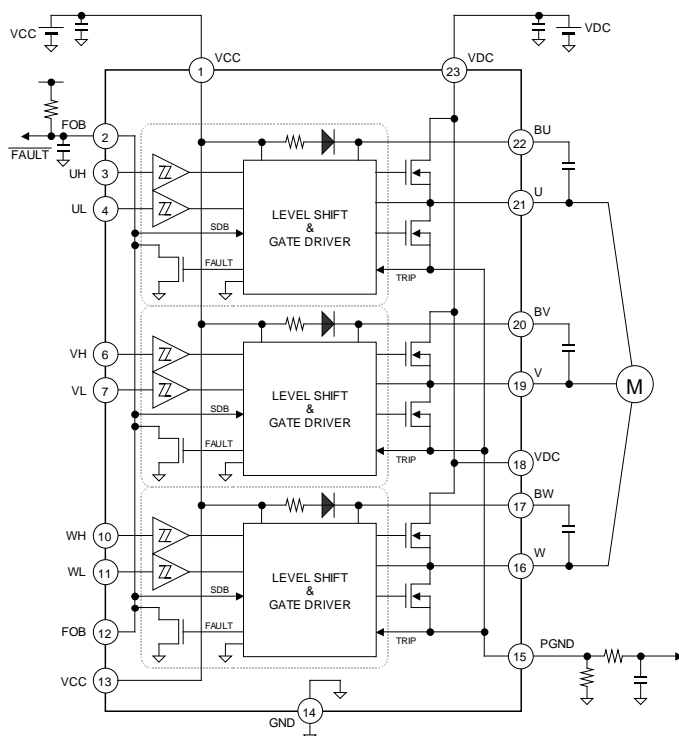 VCC
VDC
VCC
VDC
1
23
FOB
2
FAULT
UH
3
UL
4
SDB
FAULT
LEVEL SHIFT
&
GATE DRIVER
TRIP
22
BU
21
U
VH
6
VL
7
SDB
FAULT
LEVEL SHIFT
&
GATE DRIVER
TRIP
20
BV
19
V
M
18
VDC
17
BW
WH
10
WL
11
SDB
FAULT
LEVEL SHIFT
&
GATE DRIVER
TRIP
16
W
FOB
12
15
PGND
VCC
13
GND
14